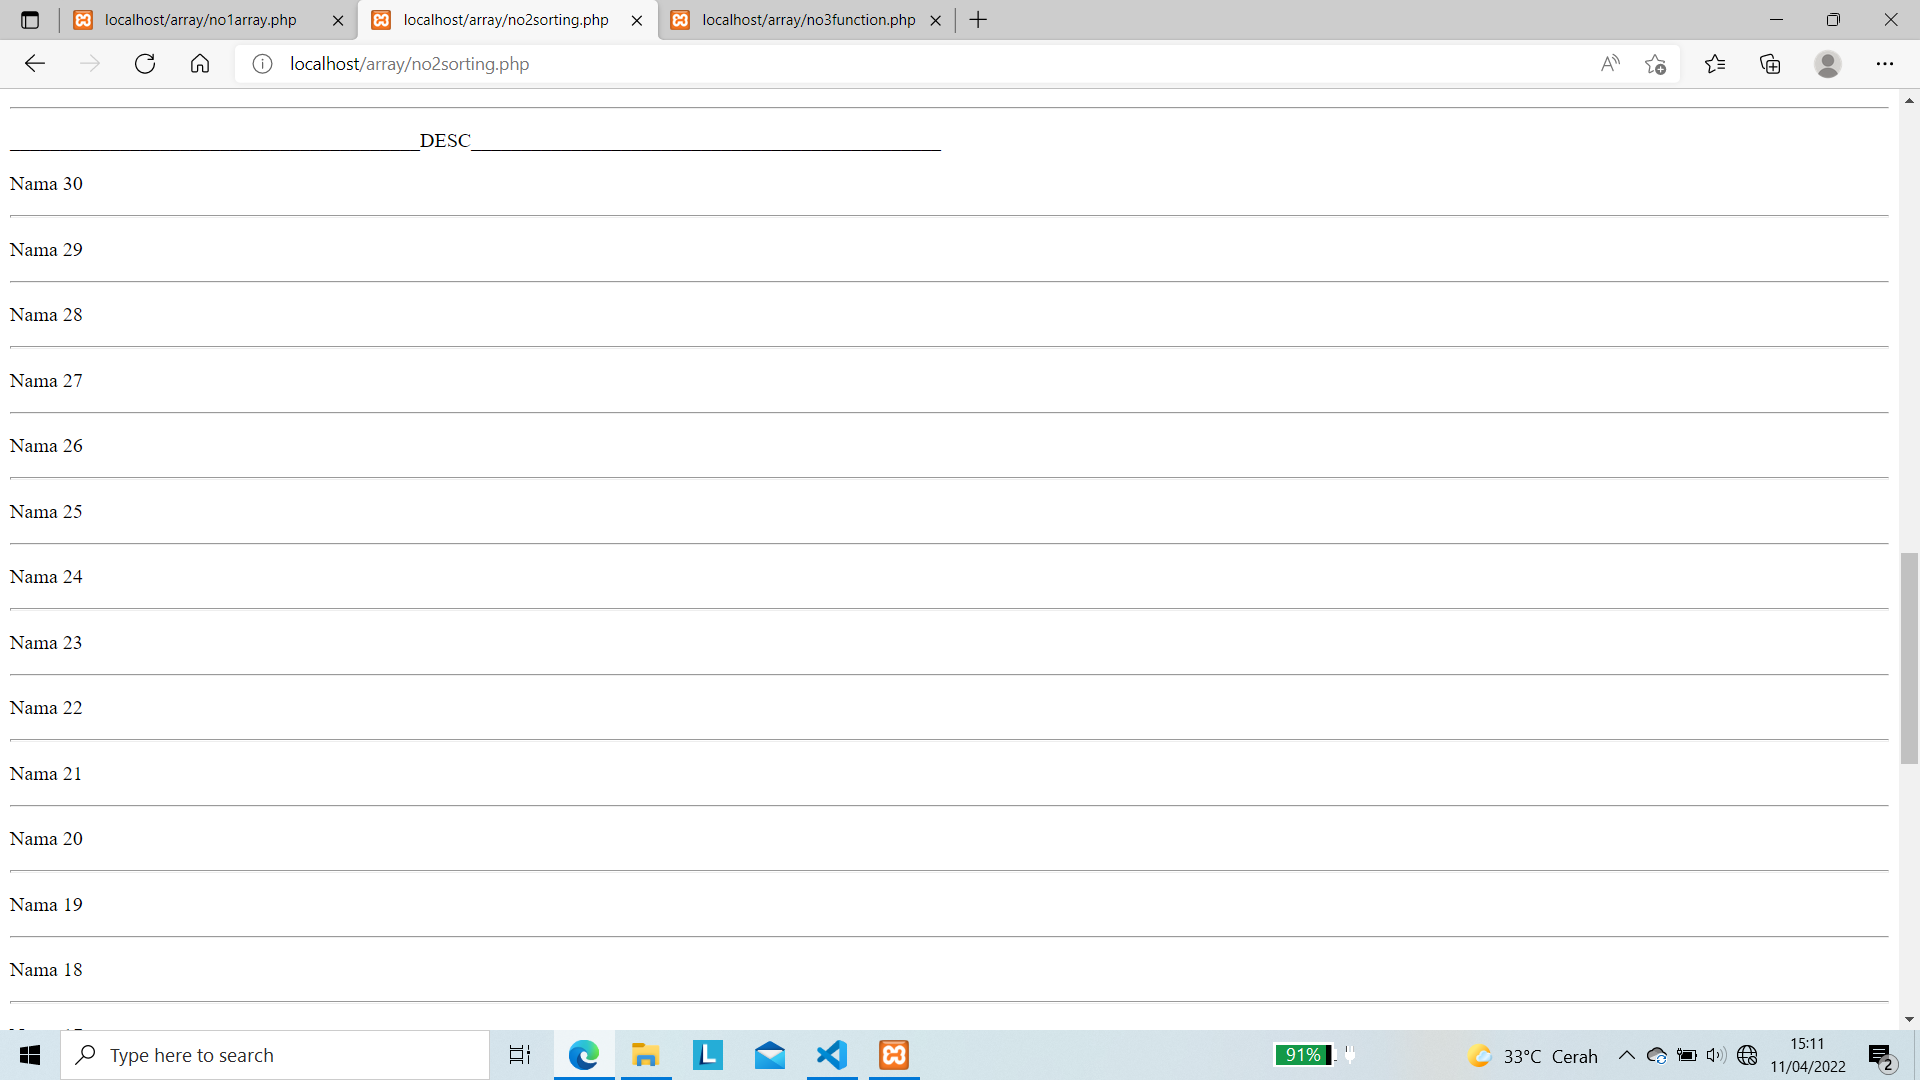 localhost/array/no1array.php
localhost/array/no2sorting.php
localhost/array/no3function.php
localhost/array/no2sorting.php
_________________________________________DESC_______________________________________________
Nama 30
Nama 29
Nama 28
Nama 27
Nama 26
Nama 25
Nama 24
Nama 23
Nama 22
Nama 21
Nama 20
Nama 19
Nama 18
Type here to search
91%
33°C Cerah
15:11
11/04/2022
2